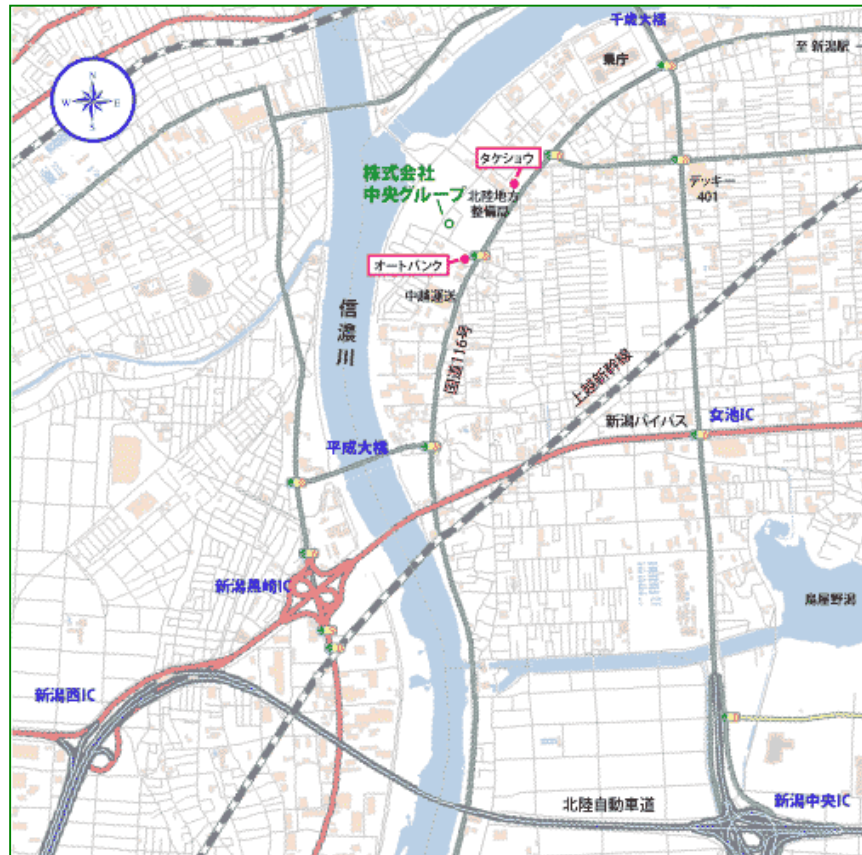 千歳大橋
至 新潟駅
県庁
N
W
E
S
タケショウ
株式会社
中央グループ
北陸地方
整備局
デッキー
401
オートバンク
中越運送
信濃川
国道116号
上越新幹線
新潟バイパス
女池IC
平成大橋
新潟黒崎IC
鳥屋野潟
新潟西IC
北陸自動車道
新潟中央IC